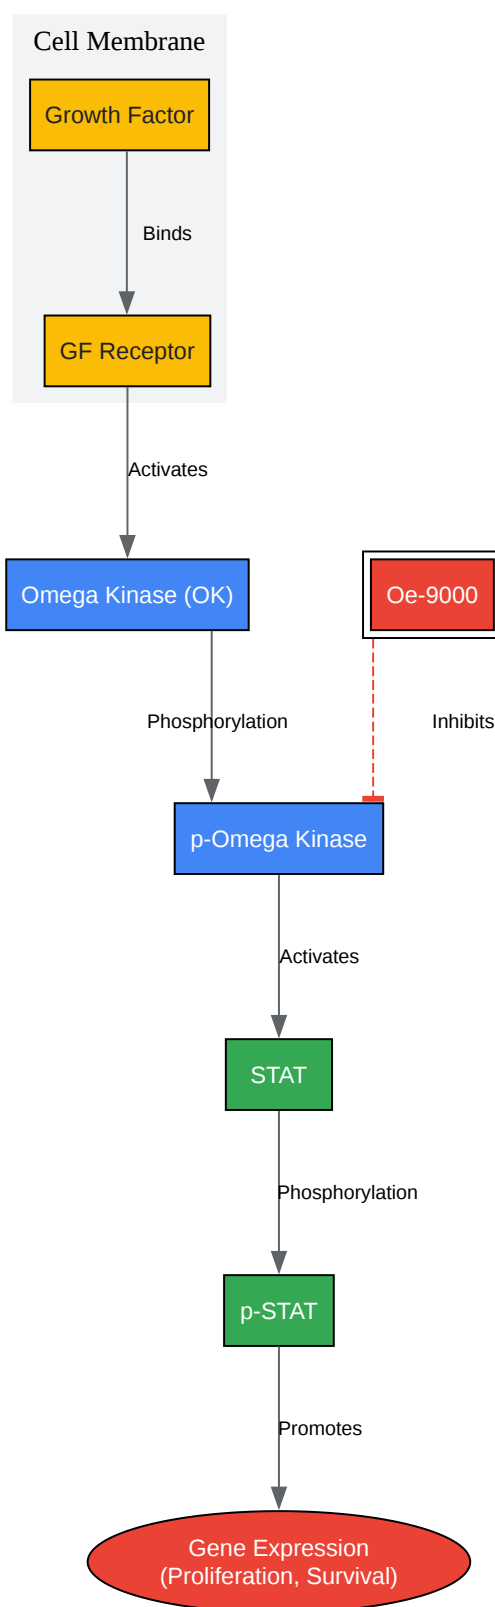 Cell Membrane
Growth Factor
Binds
GF Receptor
Activates
Omega Kinase (OK)
Oe-9000
Phosphorylation
Inhibits
p-Omega Kinase
Activates
STAT
Phosphorylation
p-STAT
Promotes
Gene Expression
(Proliferation, Survival)